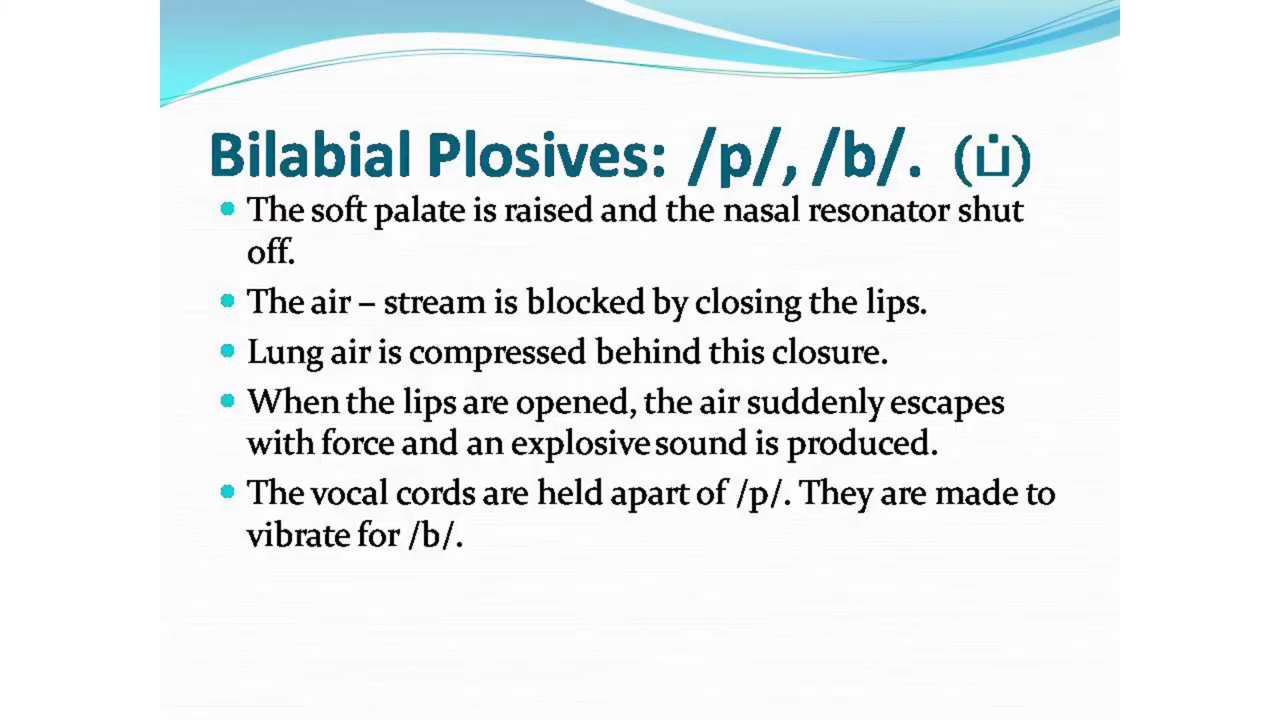 Bilabial Plosives: /p/, /b/. (ப்)
The soft palate is raised and the nasal resonator shut
off.
The air – stream is blocked by closing the lips.
Lung air is compressed behind this closure.
When the lips are opened, the air suddenly escapes
with force and an explosive sound is produced.
The vocal cords are held apart of /p/. They are made to
vibrate for /b/.